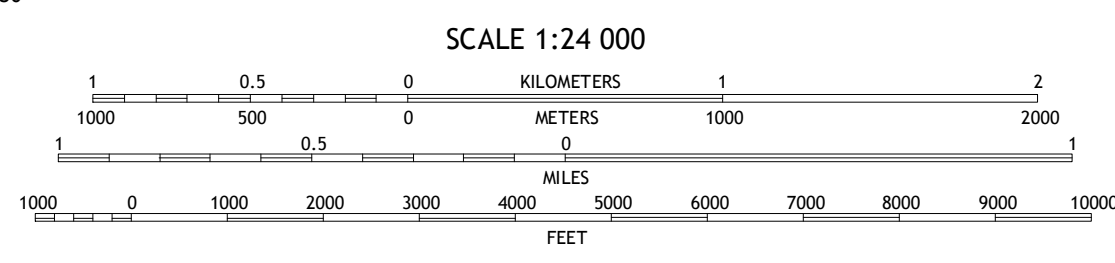 SCALE 1:24 000
1 0.5 0 KILOMETERS 1 2
1000 500 0 METERS 1000 2000
1 0.5 0 1
MILES
1000 0 1000 2000 3000 4000 5000 6000 7000 8000 9000 10000
FEET